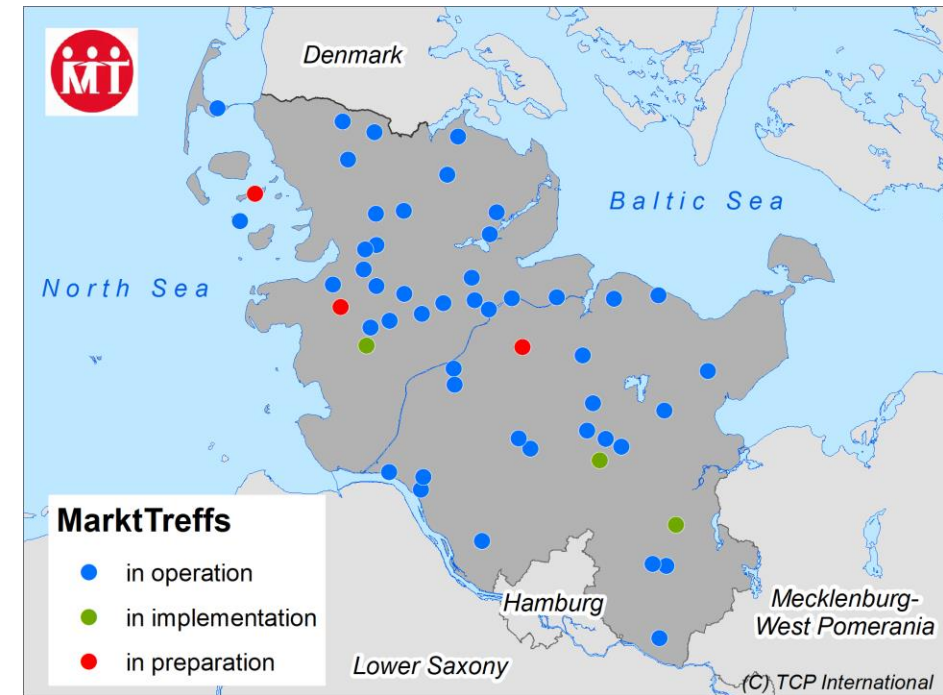 MT
Denmark
Baltic Sea
North Sea
MarktTreffs
in operation
in implementation
in preparation
Hamburg
Lower Saxony
Mecklenburg-
West Pomerania
(C) TCP International